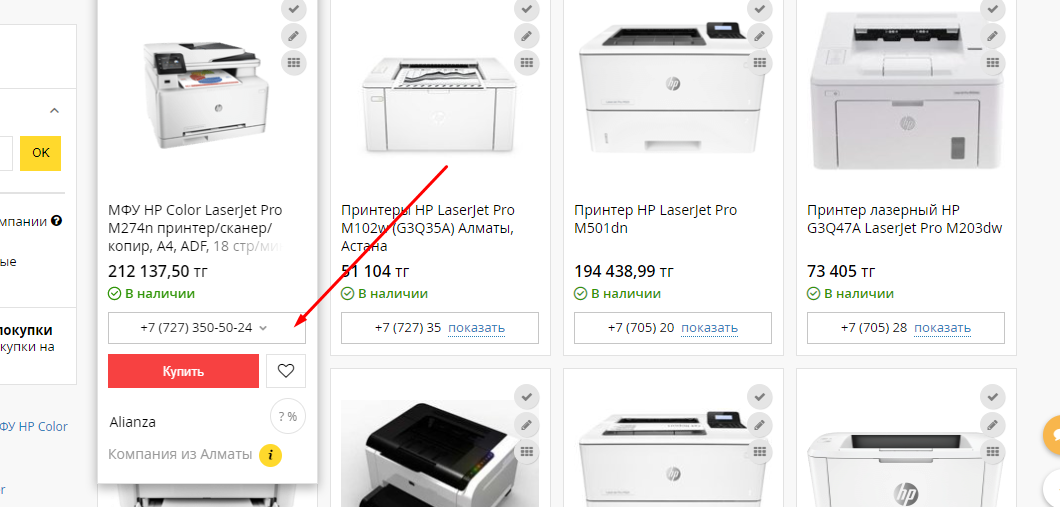 OK
мпании ?
ые
покупки
купки на
ФУ HP Color
МФУ HP Color LaserJet Pro
M274n принтер/сканер/
копир, A4, ADF, 18 стр/мин
212 137,50 тг
В наличии
+7 (727) 350-50-24
Купить
Alianza
? %
Компания из Алматы i
Принтеры HP LaserJet Pro
M102w (G3Q35A) Алматы,
Астана
51 104 тг
В наличии
+7 (727) 35 показать
Принтер HP LaserJet Pro
M501dn
194 438,99 тг
В наличии
+7 (705) 20 показать
Принтер лазерный HP
G3Q47A LaserJet Pro M203dw
73 405 тг
В наличии
+7 (705) 28 показать
hp